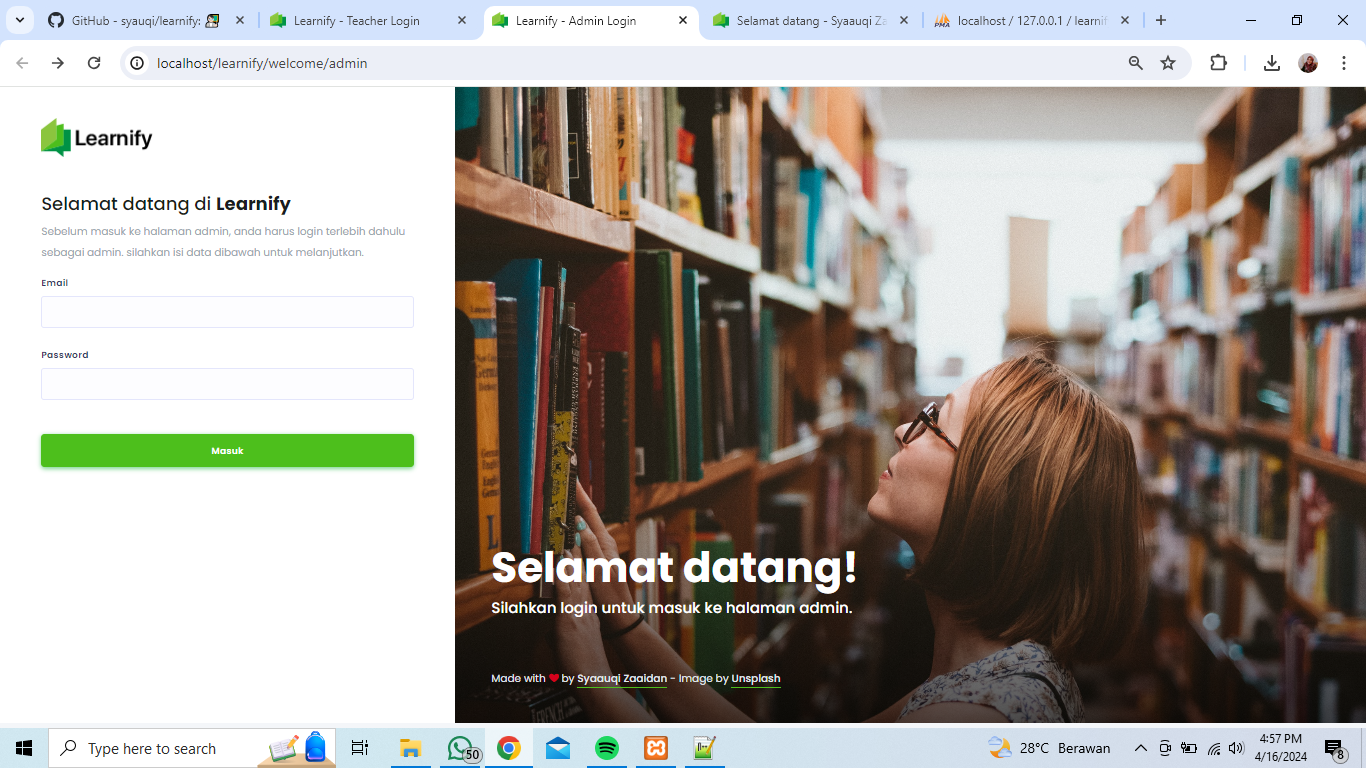 GitHub - syauqi/learnify:
Learnify - Teacher Login
Learnify - Admin Login
Selamat datang - Syaauqi Za
localhost / 127.0.0.1 / learnif
localhost/learnify/welcome/admin
Learnify
Selamat datang di Learnify
Sebelum masuk ke halaman admin, anda harus login terlebih dahulu
sebagai admin. silahkan isi data dibawah untuk melanjutkan.
Email
Password
Masuk
Selamat datang!
Silahkan login untuk masuk ke halaman admin.
Made with ❤ by Syaauqi Zaaidan - Image by Unsplash
Type here to search
50
28°C Berawan
4:57 PM
4/16/2024
8